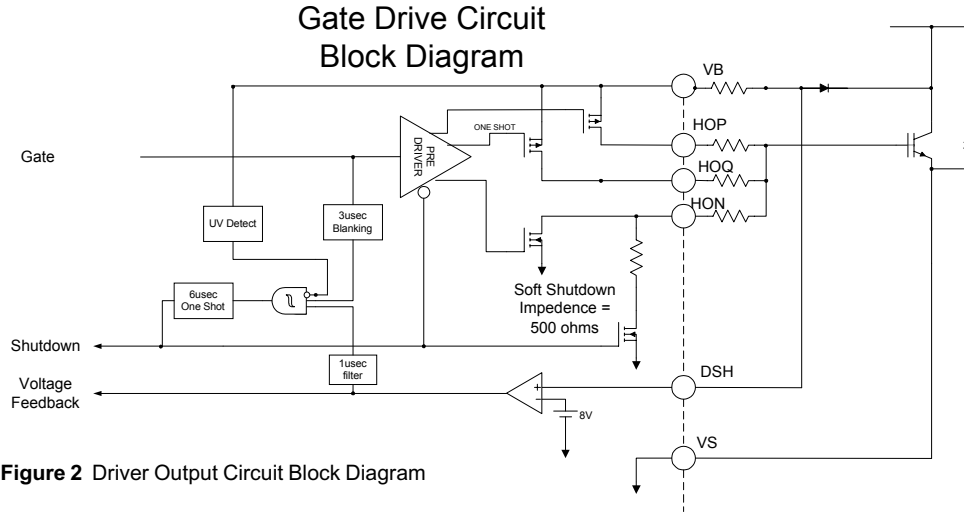 Gate Drive Circuit
Block Diagram
VB
HOP
ONE SHOT
PRE
DRIVER
Gate
HOQ
HON
UV Detect
3usec
Blanking
6usec
One Shot
Soft Shutdown
Impedence =
500 ohms
Shutdown
1usec
filter
Voltage
Feedback
DSH
+
8V
VS
Figure 2 Driver Output Circuit Block Diagram